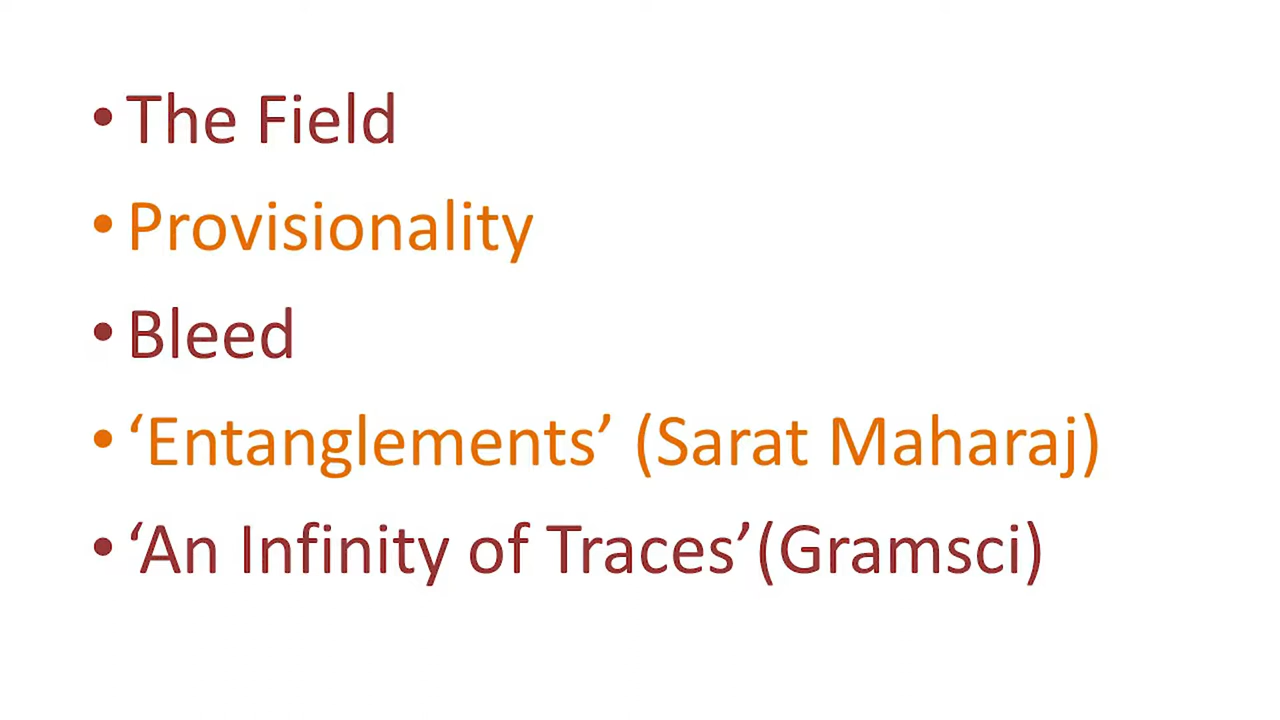 • The Field
• Provisionality
• Bleed
• ‘Entanglements’ (Sarat Maharaj)
• ‘An Infinity of Traces’(Gramsci)